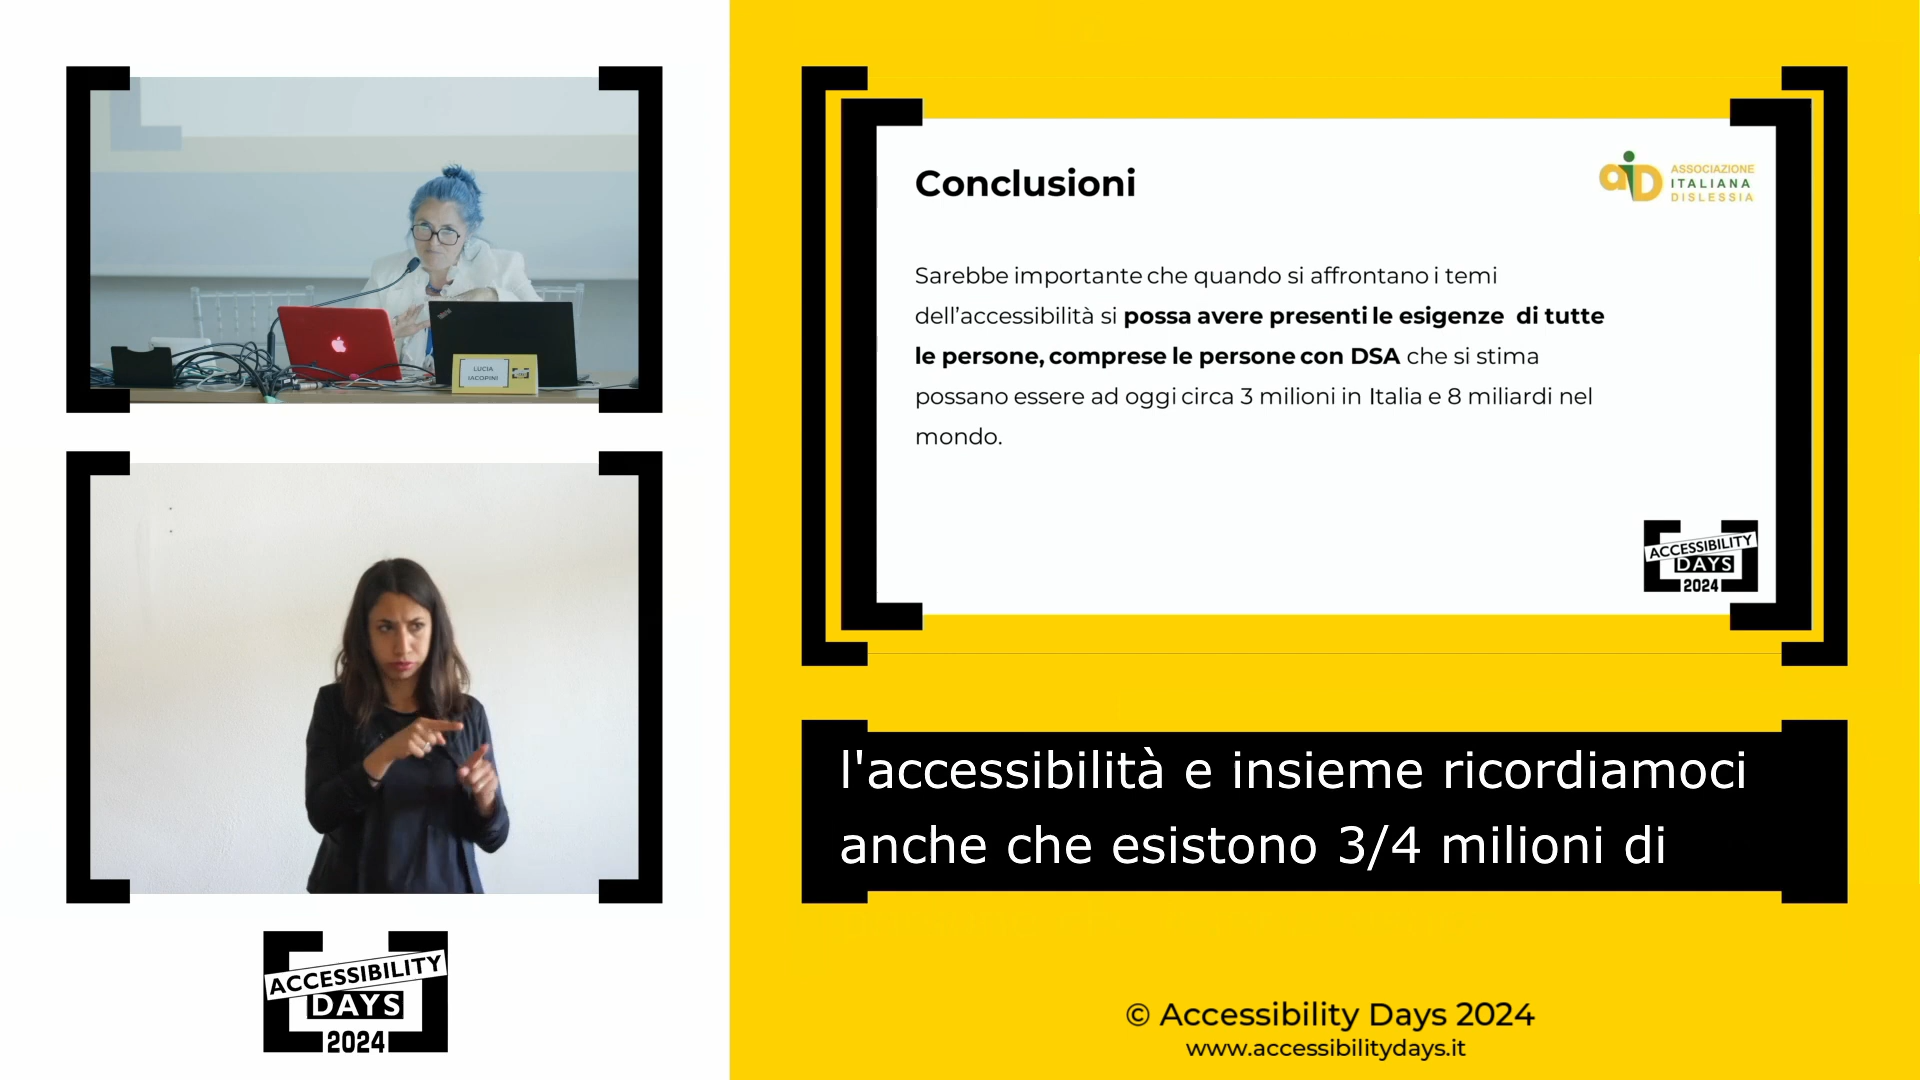 LUCIA
IACOPINI
ACCESSIBILITY
DAYS
2024
Conclusioni
ASSOCIAZIONE
ITALIANA
DISLESSIA
aiD
Sarebbe importante che quando si affrontano i temi
dell'accessibilità si possa avere presenti le esigenze di tutte
le persone, comprese le persone con DSA che si stima
possano essere ad oggi circa 3 milioni in Italia e 8 miliardi nel
mondo.
ACCESSIBILITY
DAYS
2024
l'accessibilità e insieme ricordiamoci
anche che esistono 3/4 milioni di
© Accessibility Days 2024
www.accessibilitydays.it